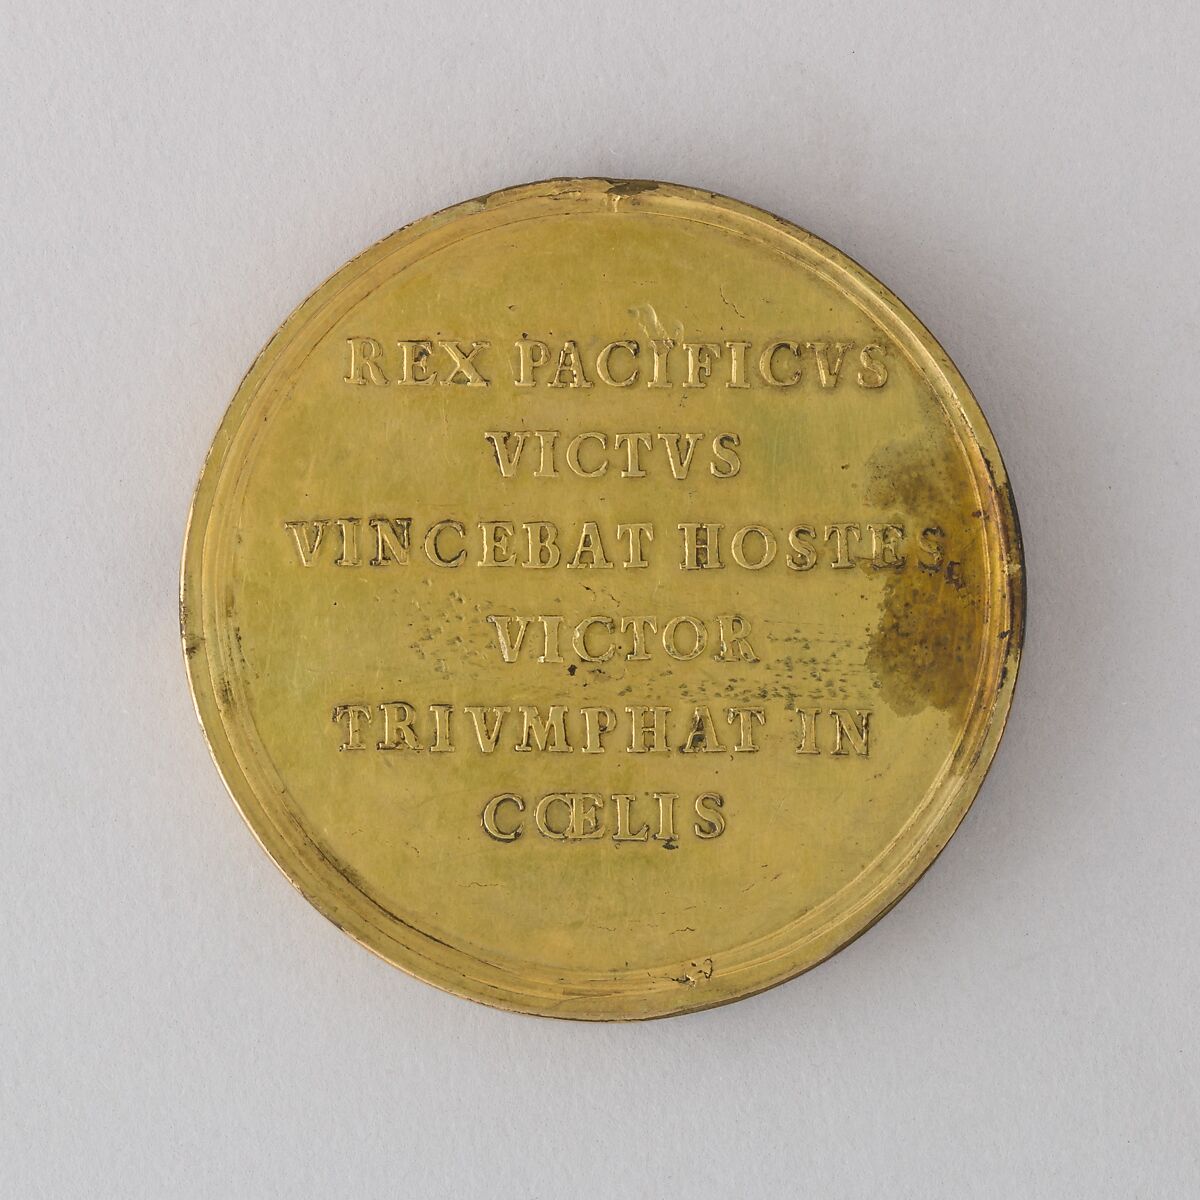 REX PACIFICVS
VICTVS
VINCEBAT HOSTES
VICTOR
TRIVMPHAT IN
CŒLIS